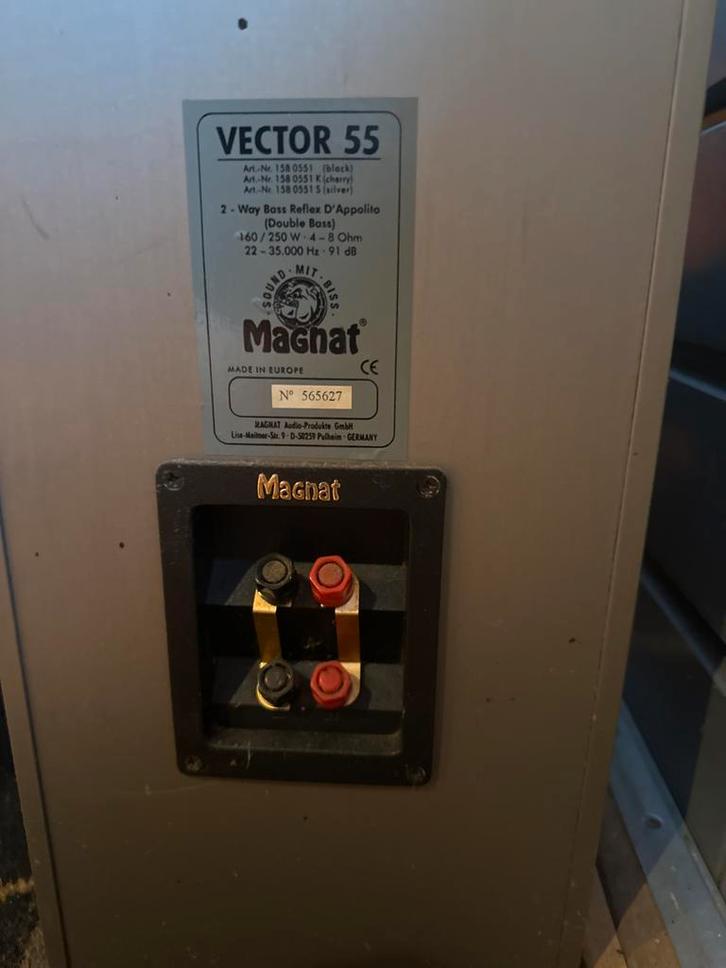 VECTOR 55
Art.-Nr. 158 0551 (black)
Art.-Nr. 158 0551 K (cherry)
Art.-Nr. 158 0551 S (silver)
2 - Way Bass Reflex D'Appolito
(Double Bass)
160 / 250 W · 4 – 8 Ohm
22 – 35.000 Hz · 91 dB
· SOUND · MIT · BISS ·
Magnat®
MADE IN EUROPE CE
Nº 565627
MAGNAT Audio-Produkte GmbH
Lise-Meitner-Str. 9 · D-50259 Pulheim · GERMANY
Magnat